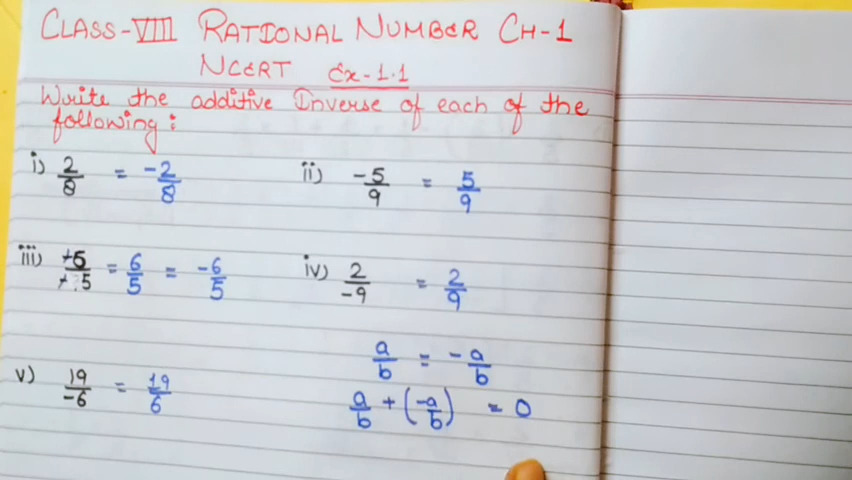 CLASS-VIII RATIONAL NUMBER CH-1
NCERT Ex-1.1
Write the additive Inverse of each of the
following:
i) 2/8 = -2/8 ii) -5/9 = 5/9
iii) -6/-5 = 6/5 = -6/5 iv) 2/-9 = 2/9
a/b = -a/b
v) 19/-6 = 19/6
a/b + (-a/b) = 0